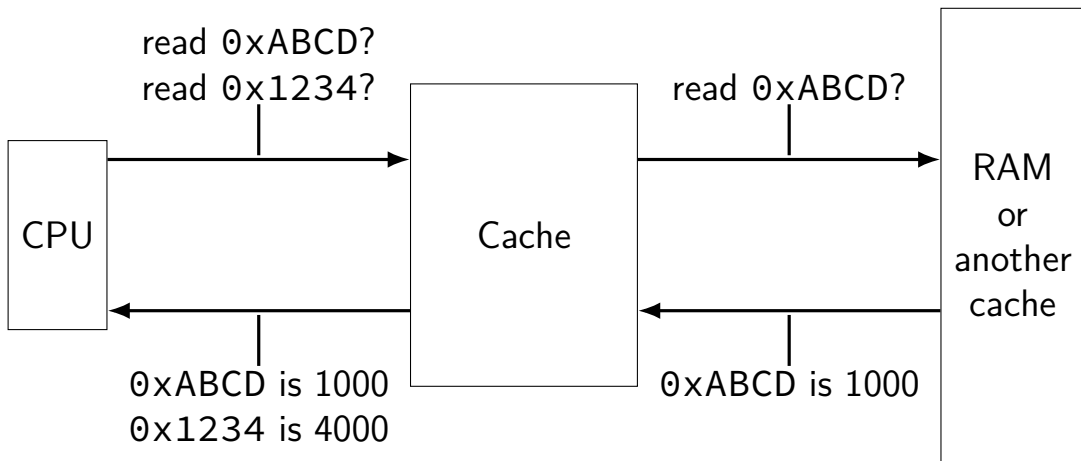 read 0xABCD?
read 0x1234?
read 0xABCD?
CPU
Cache
RAM
or
another
cache
0xABCD is 1000
0x1234 is 4000
0xABCD is 1000